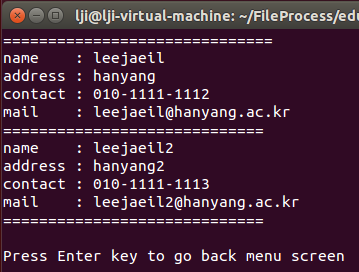 lji@lji-virtual-machine: ~/FileProcess/edu
==============================
name    : leejaeil
address : hanyang
contact : 010-1111-1112
mail    : leejaeil@hanyang.ac.kr
=============================
name    : leejaeil2
address : hanyang2
contact : 010-1111-1113
mail    : leejaeil2@hanyang.ac.kr
=============================
Press Enter key to go back menu screen